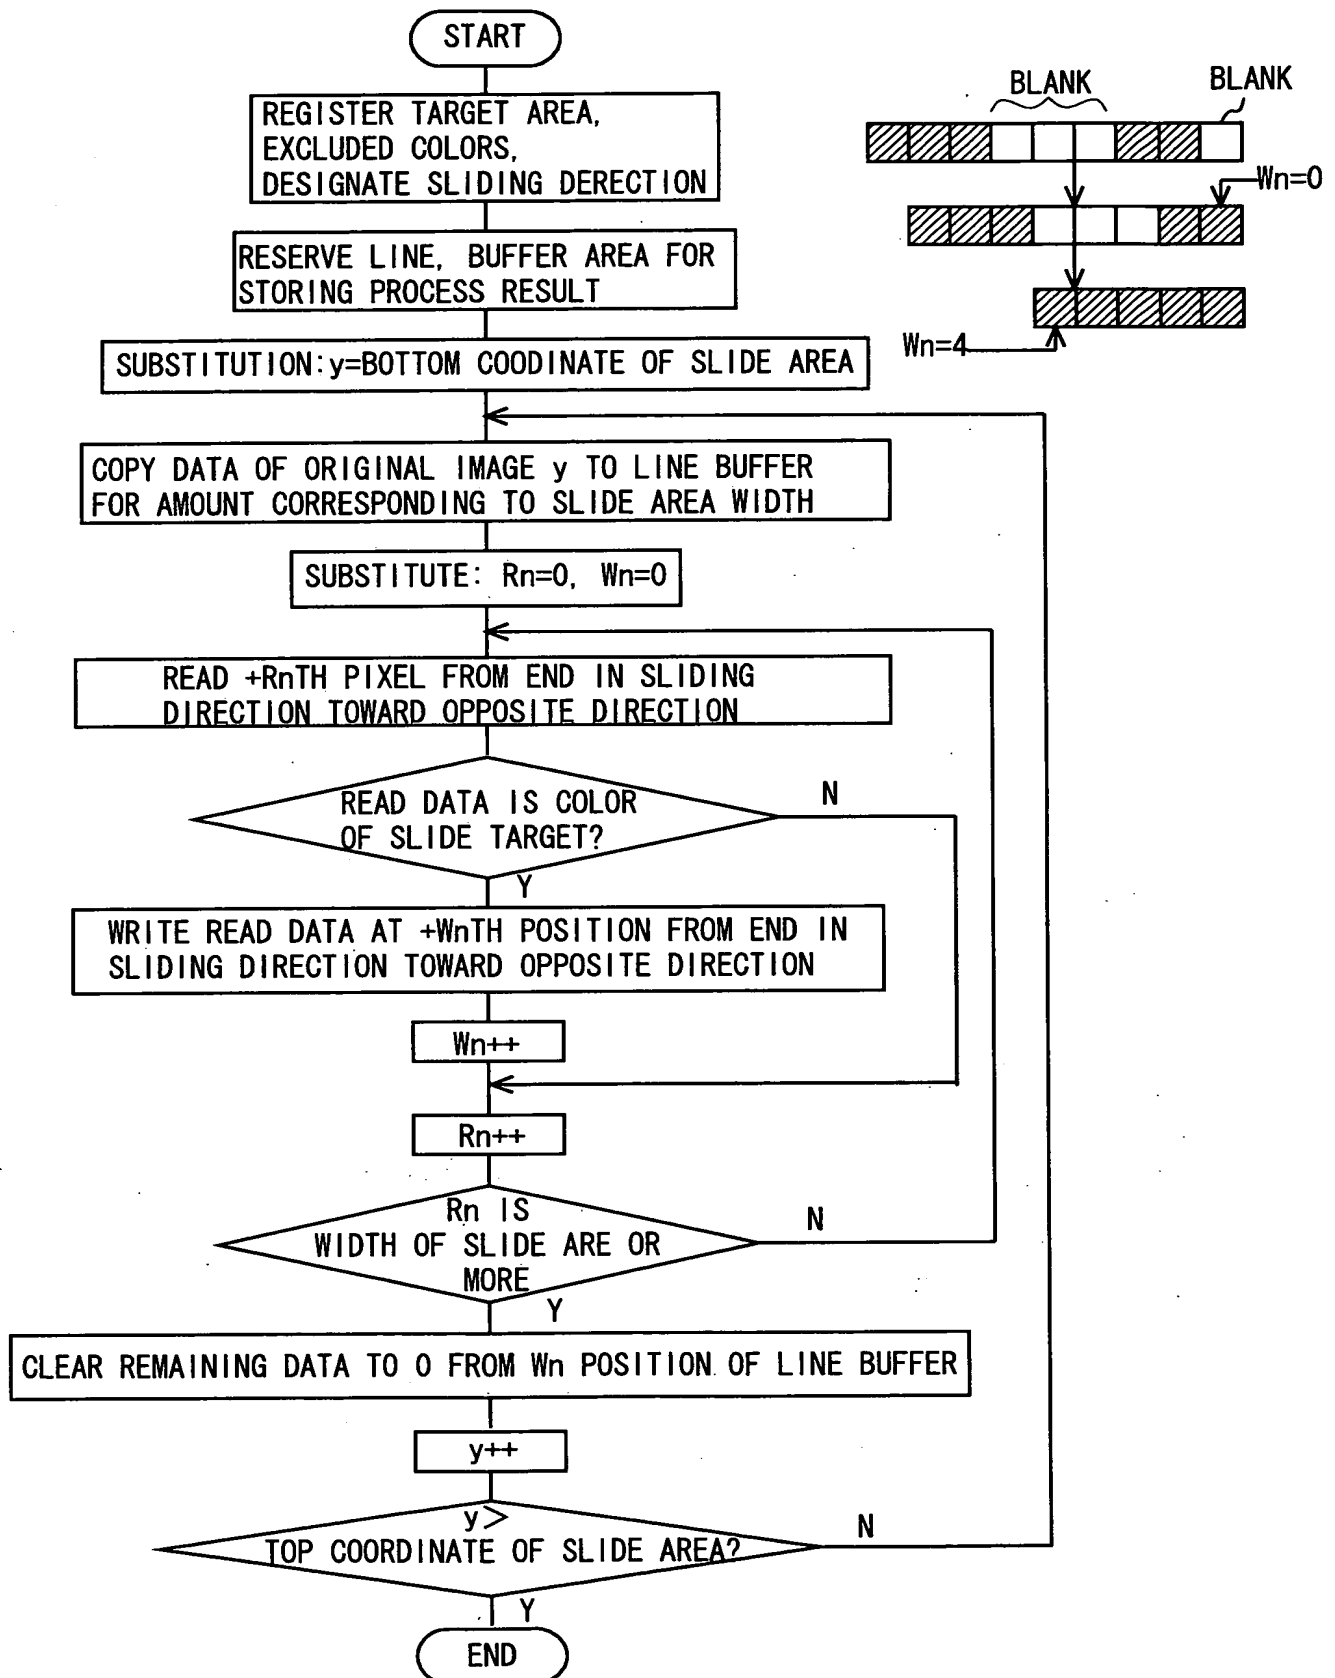 START
REGISTER TARGET AREA,
EXCLUDED COLORS,
DESIGNATE SLIDING DERECTION
RESERVE LINE, BUFFER AREA FOR
STORING PROCESS RESULT
SUBSTITUTION:y=BOTTOM COODINATE OF SLIDE AREA
BLANK
BLANK
Wn=0
Wn=4
COPY DATA OF ORIGINAL IMAGE y TO LINE BUFFER
FOR AMOUNT CORRESPONDING TO SLIDE AREA WIDTH
SUBSTITUTE: Rn=0, Wn=0
READ +RnTH PIXEL FROM END IN SLIDING
DIRECTION TOWARD OPPOSITE DIRECTION
READ DATA IS COLOR
OF SLIDE TARGET?
N
Y
WRITE READ DATA AT +WnTH POSITION FROM END IN
SLIDING DIRECTION TOWARD OPPOSITE DIRECTION
Wn++
Rn++
Rn IS
WIDTH OF SLIDE ARE OR
MORE
N
Y
CLEAR REMAINING DATA TO 0 FROM Wn POSITION OF LINE BUFFER
y++
y>
TOP COORDINATE OF SLIDE AREA?
N
Y
END